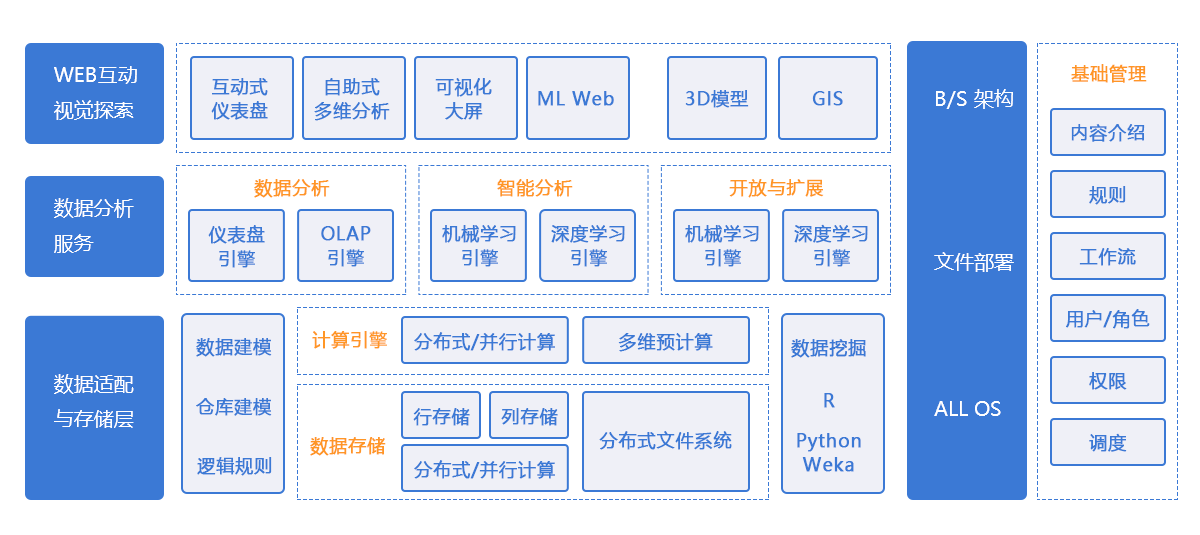 WEB互动
视觉探索
互动式
仪表盘
自助式
多维分析
可视化
大屏
ML Web
3D模型
GIS
数据分析
服务
数据分析
仪表盘
引擎
OLAP
引擎
智能分析
机械学习
引擎
深度学习
引擎
开放与扩展
机械学习
引擎
深度学习
引擎
数据适配
与存储层
数据建模
仓库建模
逻辑规则
计算引擎
分布式/并行计算
多维预计算
数据存储
行存储
列存储
分布式/并行计算
分布式文件系统
数据挖掘
R
Python
Weka
B/S 架构
文件部署
ALL OS
基础管理
内容介绍
规则
工作流
用户/角色
权限
调度